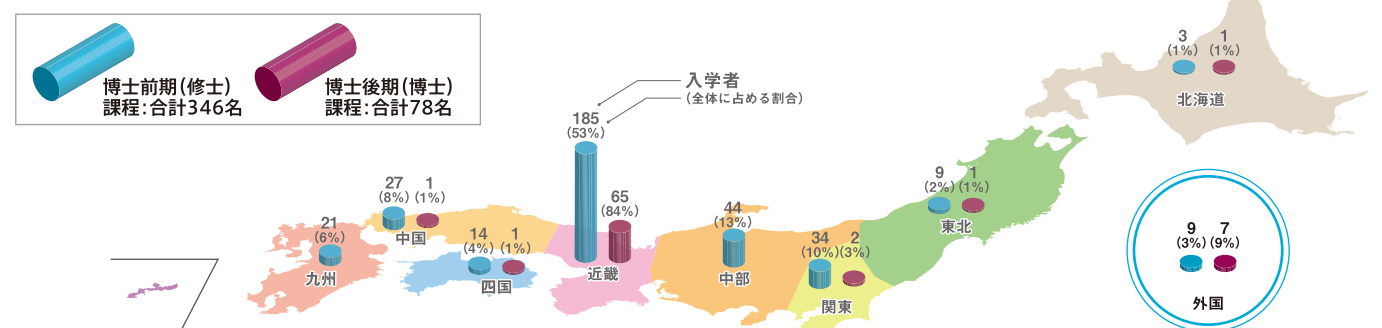 博士前期(修士)
課程:合計346名
博士後期(博士)
課程:合計78名
入学者
(全体に占める割合)
3
(1%)
1
(1%)
北海道
9
(2%)
1
(1%)
東北
34
(10%)
2
(3%)
関東
44
(13%)
中部
185
(53%)
65
(84%)
近畿
27
(8%)
1
(1%)
中国
14
(4%)
1
(1%)
四国
21
(6%)
九州
9
(3%)
7
(9%)
外国